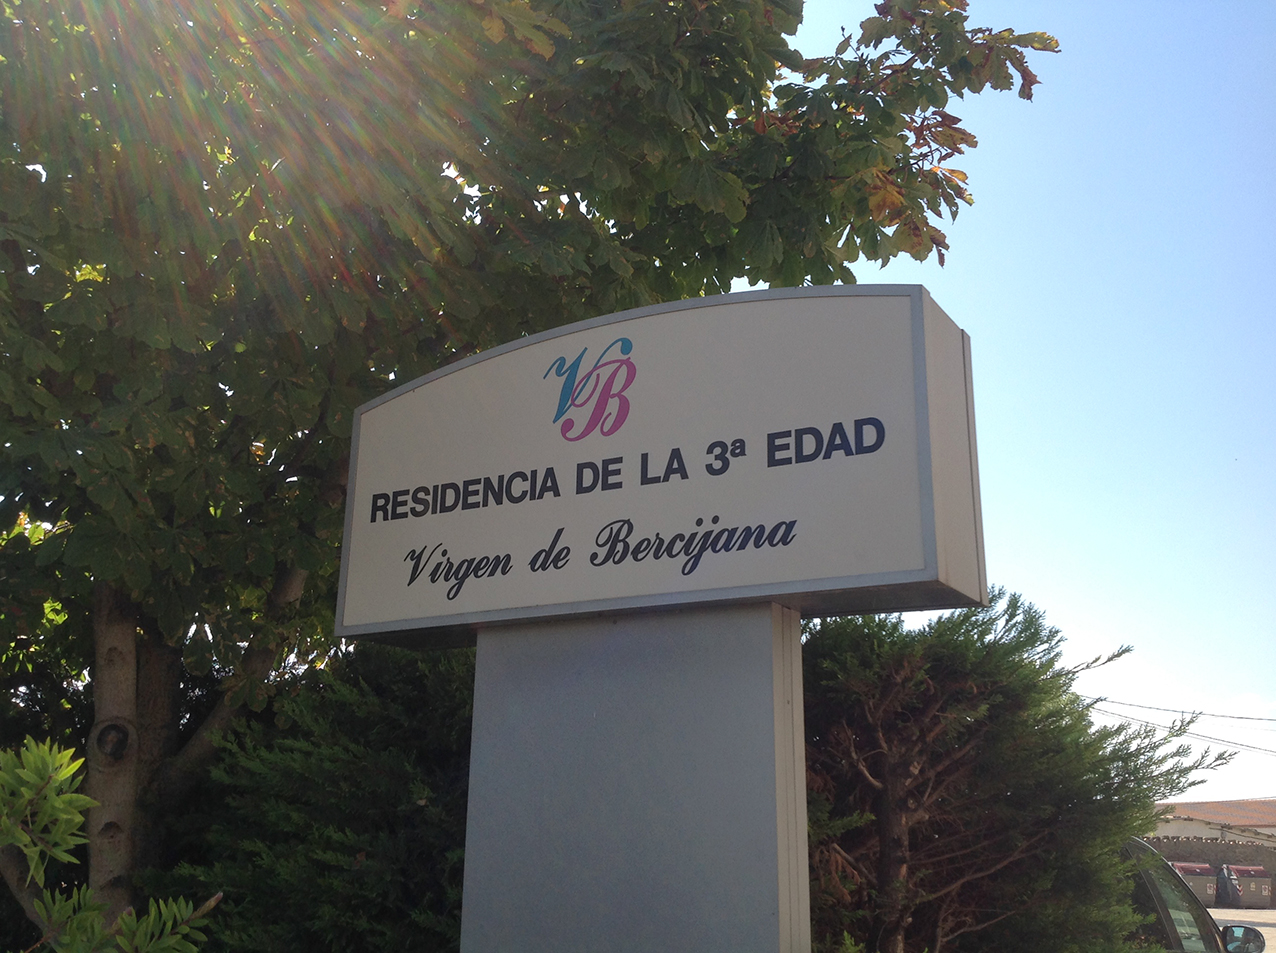 VB
RESIDENCIA DE LA 3ª EDAD
Virgen de Bercijana